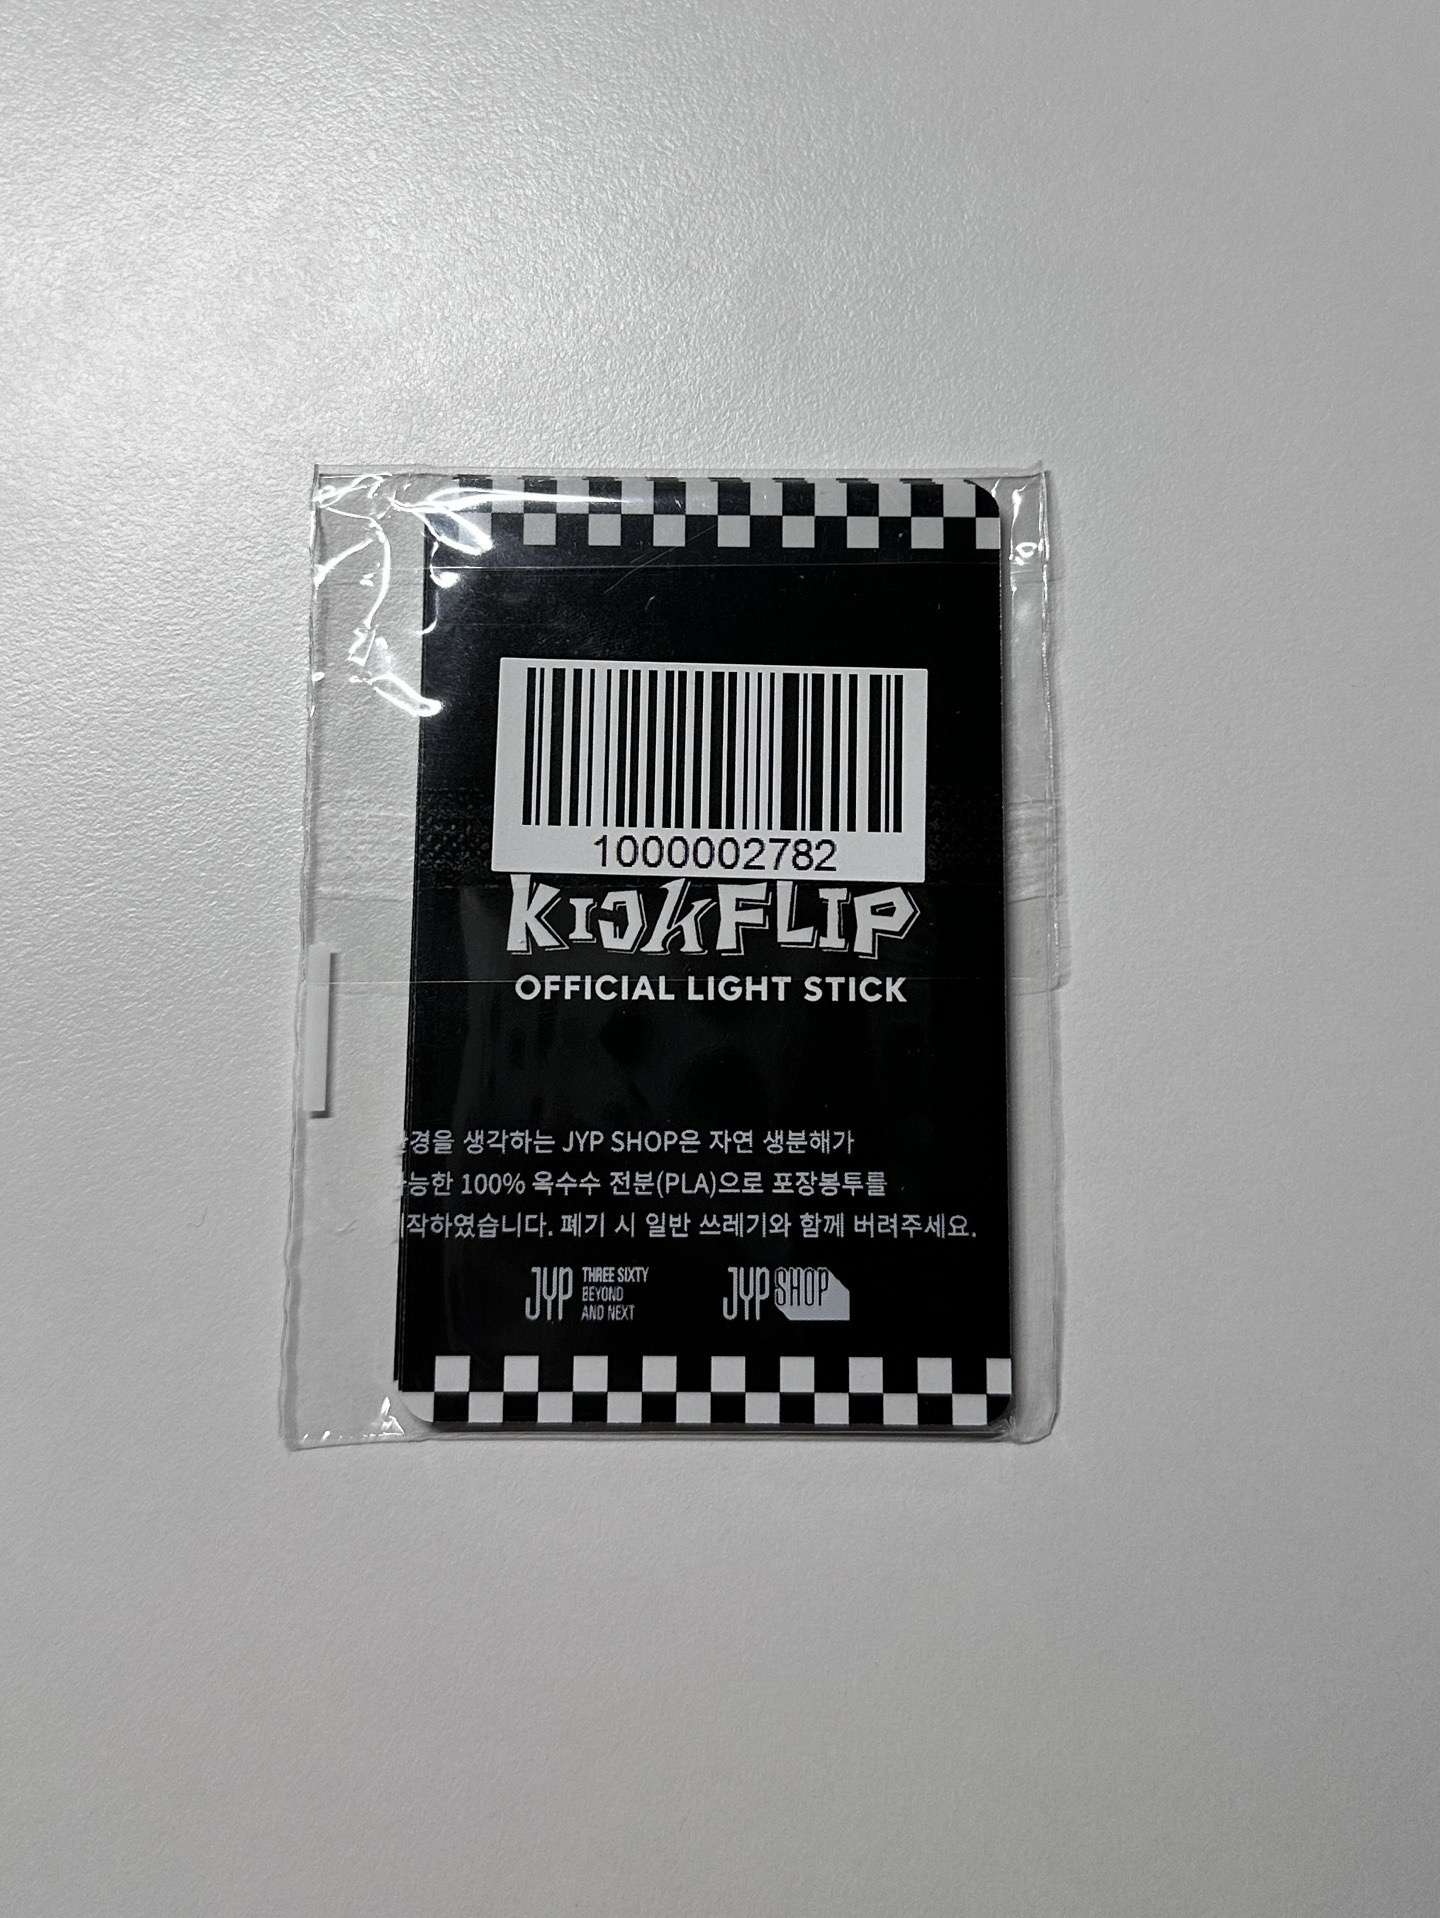 1000002782
KICKFLIP
OFFICIAL LIGHT STICK
환경을 생각하는 JYP SHOP은 자연 생분해가
가능한 100% 옥수수 전분(PLA)으로 포장봉투를
제작하였습니다. 폐기 시 일반 쓰레기와 함께 버려주세요.
JYP THREE SIXTY
BEYOND
AND NEXT
JYP SHOP